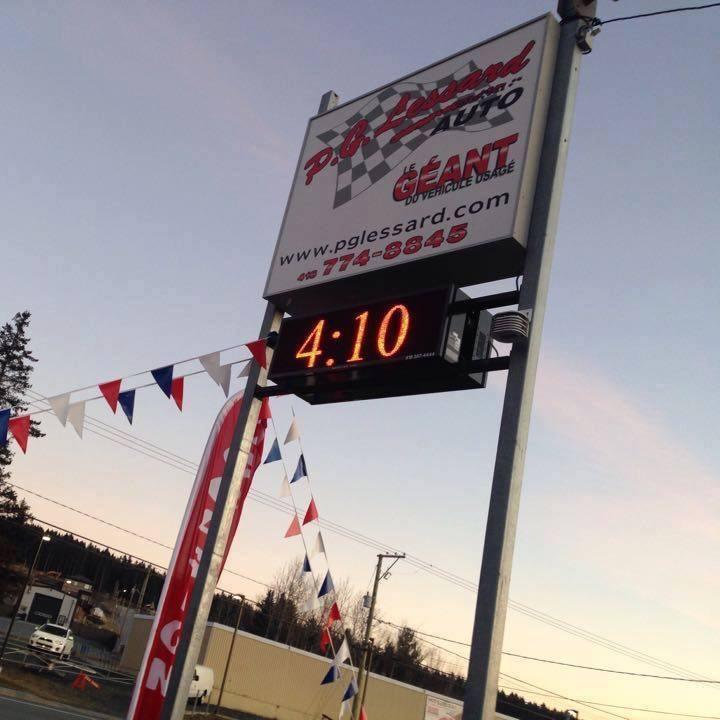 P.G. Lessard
AUTO
LE
GÉANT
DU VÉHICULE USAGÉ
www.pglessard.com
418 774-8845
4:10